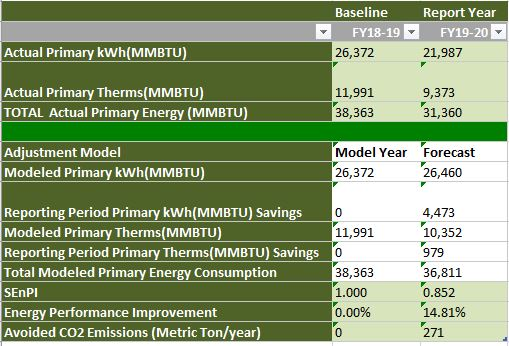 Baseline Report Year
FY18-19 FY19-20
Actual Primary kWh(MMBTU) 26,372 21,987
Actual Primary Therms(MMBTU) 11,991 9,373
TOTAL Actual Primary Energy (MMBTU) 38,363 31,360
Adjustment Model Model Year Forecast
Modeled Primary kWh(MMBTU) 26,372 26,460
Reporting Period Primary kWh(MMBTU) Savings 0 4,473
Modeled Primary Therms(MMBTU) 11,991 10,352
Reporting Period Primary Therms(MMBTU) Savings 0 979
Total Modeled Primary Energy Consumption 38,363 36,811
SEnPI 1.000 0.852
Energy Performance Improvement 0.00% 14.81%
Avoided CO2 Emissions (Metric Ton/year) 0 271